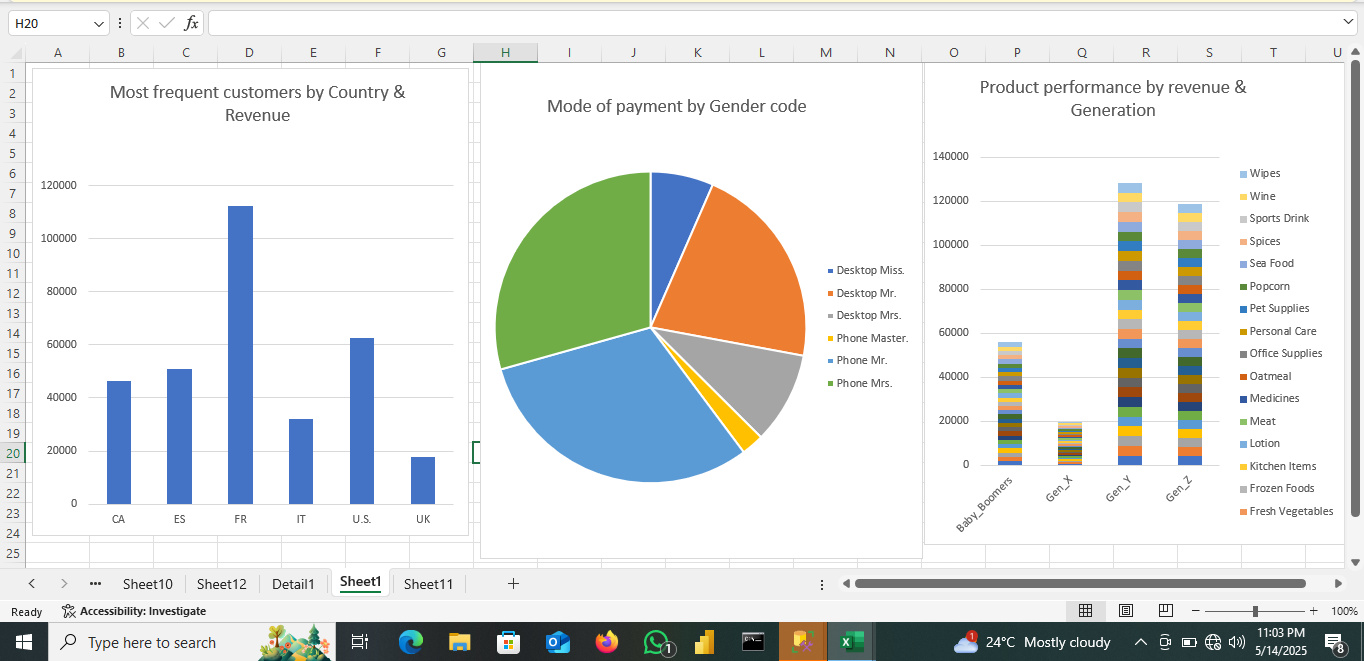 H20
fx
A B C D E F G H I J K L M N O P Q R S T U
1
2
3
4
5
6
7
8
9
10
11
12
13
14
15
16
17
18
19
20
21
22
23
24
25
Most frequent customers by Country &
Revenue
120000
100000
80000
60000
40000
20000
0
CA ES FR IT U.S. UK
Mode of payment by Gender code
Desktop Miss.
Desktop Mr.
Desktop Mrs.
Phone Master.
Phone Mr.
Phone Mrs.
Product performance by revenue &
Generation
140000
120000
100000
80000
60000
40000
20000
0
Baby_Boomers Gen_X Gen_Y Gen_Z
Wipes
Wine
Sports Drink
Spices
Sea Food
Popcorn
Pet Supplies
Personal Care
Office Supplies
Oatmeal
Medicines
Meat
Lotion
Kitchen Items
Frozen Foods
Fresh Vegetables
Sheet10 Sheet12 Detail1 Sheet1 Sheet11
Ready Accessibility: Investigate 100%
Type here to search 1 1 24°C Mostly cloudy 11:03 PM
5/14/2025 8